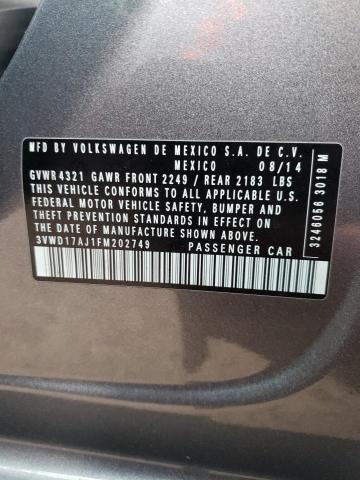 MFD BY VOLKSWAGEN DE MEXICO S.A. DE C.V.
MEXICO 08/14
GVWR4321 GAWR FRONT 2249 / REAR 2183 LBS
THIS VEHICLE CONFORMS TO ALL APPLICABLE U.S.
FEDERAL MOTOR VEHICLE SAFETY, BUMPER AND
THEFT PREVENTION STANDARDS IN EFFECT ON
THE DATE OF MANUFACTURE SHOWN ABOVE.
3VWD17AJ1FM202749 PASSENGER CAR
3246056 3018 M